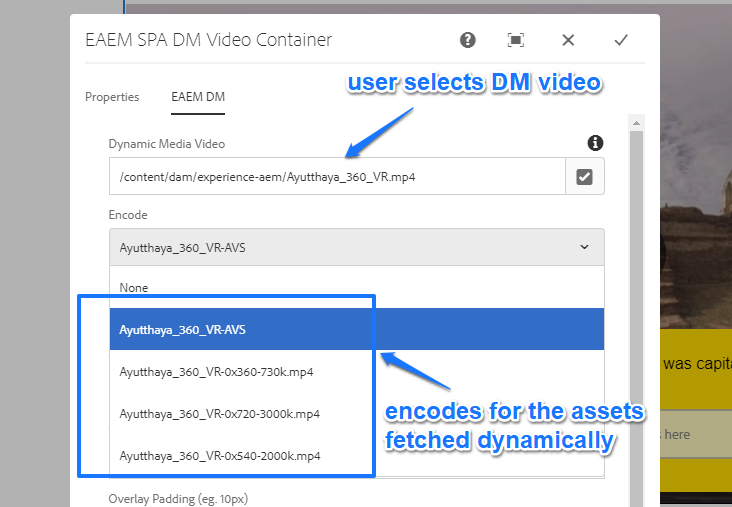 EAEM SPA DM Video Container
user selects DM video
Properties
EAEM DM
Dynamic Media Video
/content/dam/experience-aem/Ayutthaya_360_VR.mp4
Encode
Ayutthaya_360_VR-AVS
None
Ayutthaya_360_VR-AVS
Ayutthaya_360_VR-0x360-730k.mp4
Ayutthaya_360_VR-0x720-3000k.mp4
Ayutthaya_360_VR-0x540-2000k.mp4
encodes for the assets
fetched dynamically
Overlay Padding (eg. 10px)
was capita
here